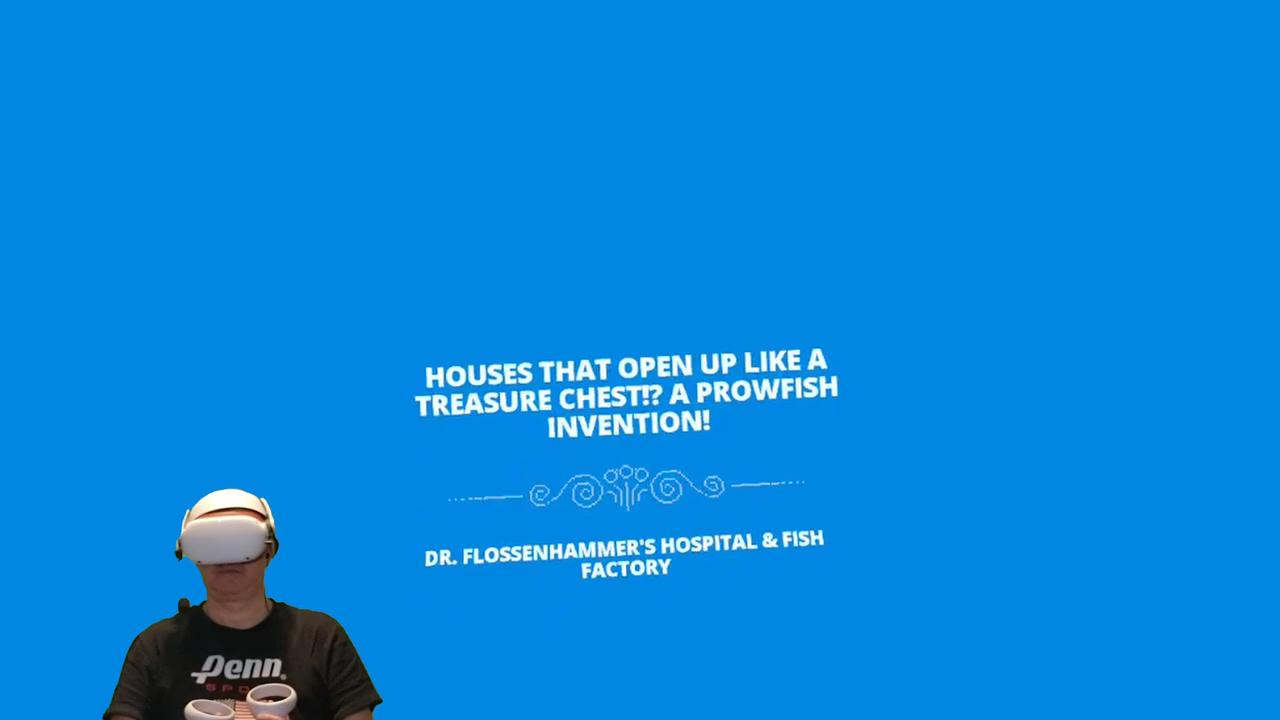 HOUSES THAT OPEN UP LIKE A
TREASURE CHEST!? A PROWFISH
INVENTION!
DR. FLOSSENHAMMER'S HOSPITAL & FISH
FACTORY
Penn.